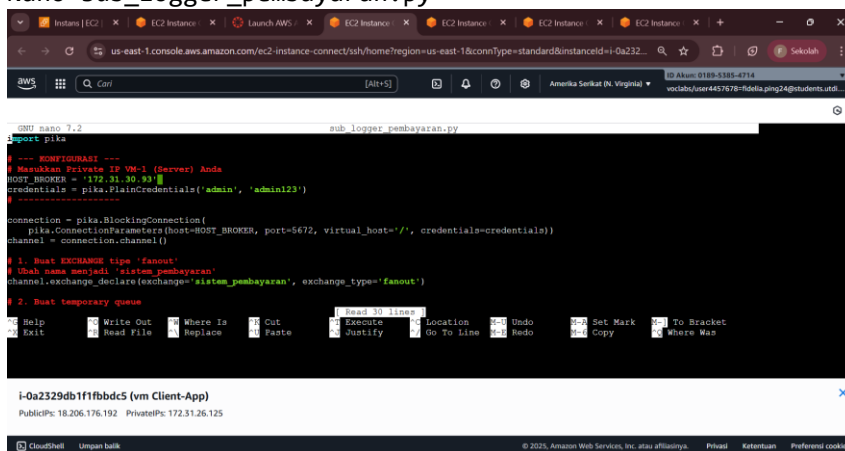 nano sub_logger_pembayaran.py
Instans | EC2 |
EC2 Instance
Launch AWS A
EC2 Instance
EC2 Instance
EC2 Instance
EC2 Instance
us-east-1.console.aws.amazon.com/ec2-instance-connect/ssh/home?region=us-east-1&connType=standard&instanceId=i-0a232...
Sekolah
aws
Cari
[Alt+S]
Amerika Serikat (N. Virginia)
ID Akun: 0189-5385-4714
voclabs/user4457678=fidelia.ping24@students.utdi...
GNU nano 7.2
sub_logger_pembayaran.py
import pika
# --- KONFIGURASI ---
# Masukkan Private IP VM-1 (Server) Anda
HOST_BROKER = '172.31.30.93'
credentials = pika.PlainCredentials('admin', 'admin123')
# -------------------
connection = pika.BlockingConnection(
pika.ConnectionParameters(host=HOST_BROKER, port=5672, virtual_host='/', credentials=credentials))
channel = connection.channel()
# 1. Buat EXCHANGE tipe 'fanout'
# Ubah nama menjadi 'sistem_pembayaran'
channel.exchange_declare(exchange='sistem_pembayaran', exchange_type='fanout')
# 2. Buat temporary queue
[ Read 30 lines ]
^G Help ^O Write Out ^W Where Is ^K Cut ^T Execute ^C Location M-U Undo M-A Set Mark M-] To Bracket
^X Exit ^R Read File ^\ Replace ^U Paste ^J Justify ^/ Go To Line M-E Redo M-6 Copy ^Q Where Was
i-0a2329db1f1fbbdc5 (vm Client-App)
PublicIPs: 18.206.176.192 PrivateIPs: 172.31.26.125
CloudShell Umpan balik
© 2025, Amazon Web Services, Inc. atau afiliasinya. Privasi Ketentuan Preferensi cookie